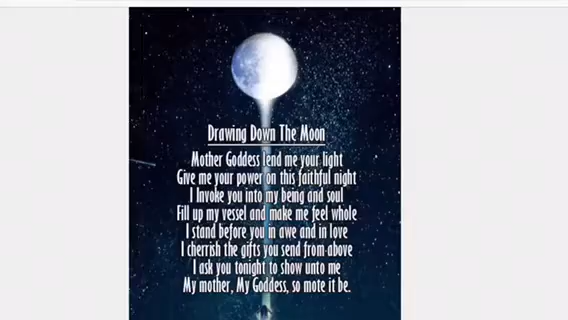 Drawing Down The Moon
Mother Goddess lend me your light
Give me your power on this faithful night
I Invoke you into my being and soul
Fill up my vessel and make me feel whole
I stand before you in awe and in love
I cherrish the gifts you send from above
I ask you tonight to show unto me
My mother, My Goddess, so mote it be.